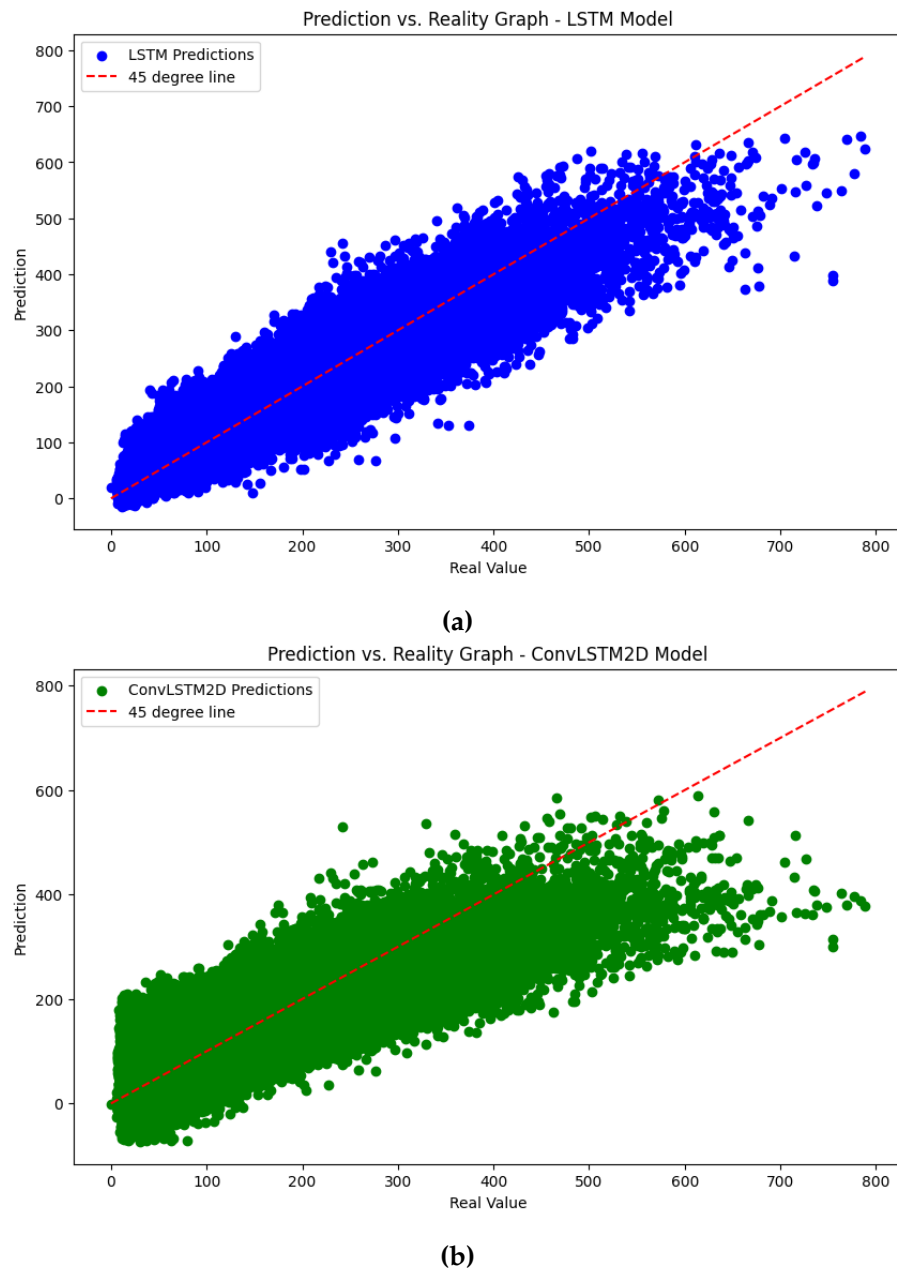 Prediction vs. Reality Graph - LSTM Model
LSTM Predictions
45 degree line
800
700
600
500
400
300
200
100
0
Prediction
0 100 200 300 400 500 600 700 800
Real Value
(a)
Prediction vs. Reality Graph - ConvLSTM2D Model
ConvLSTM2D Predictions
45 degree line
800
600
400
200
0
Prediction
0 100 200 300 400 500 600 700 800
Real Value
(b)